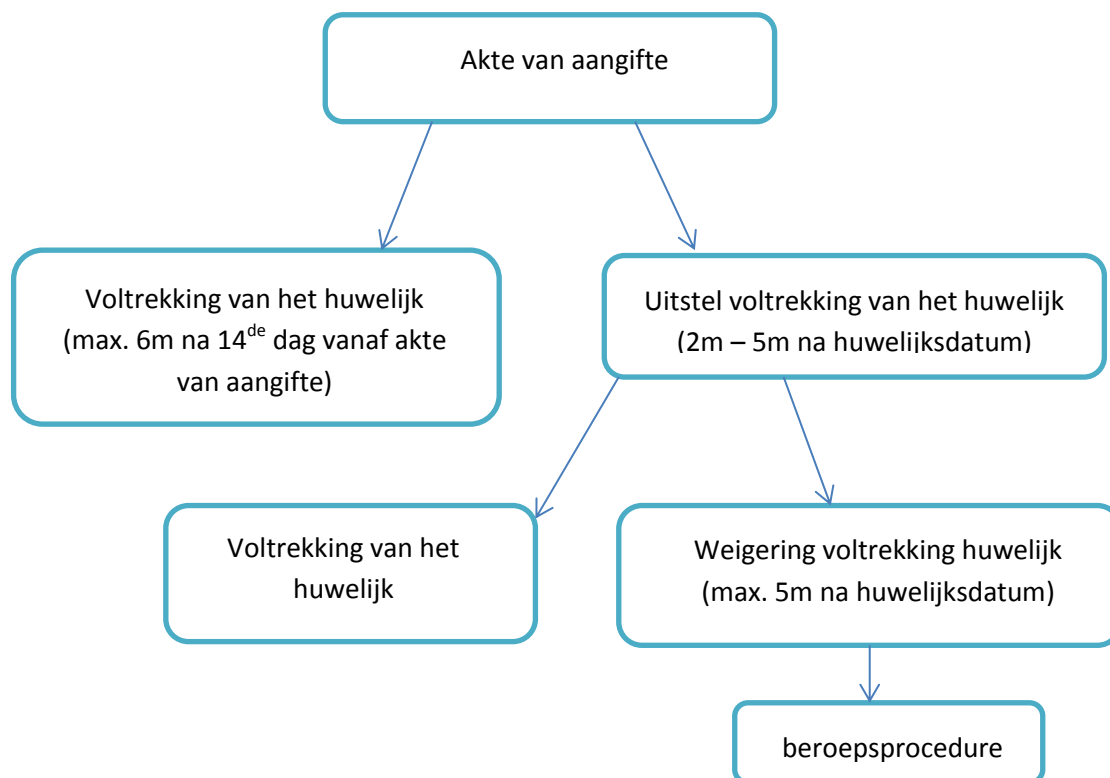 Akte van aangifte
Voltrekking van het huwelijk
(max. 6m na 14de dag vanaf akte
van aangifte)
Uitstel voltrekking van het huwelijk
(2m – 5m na huwelijksdatum)
Voltrekking van het
huwelijk
Weigering voltrekking huwelijk
(max. 5m na huwelijksdatum)
beroepsprocedure